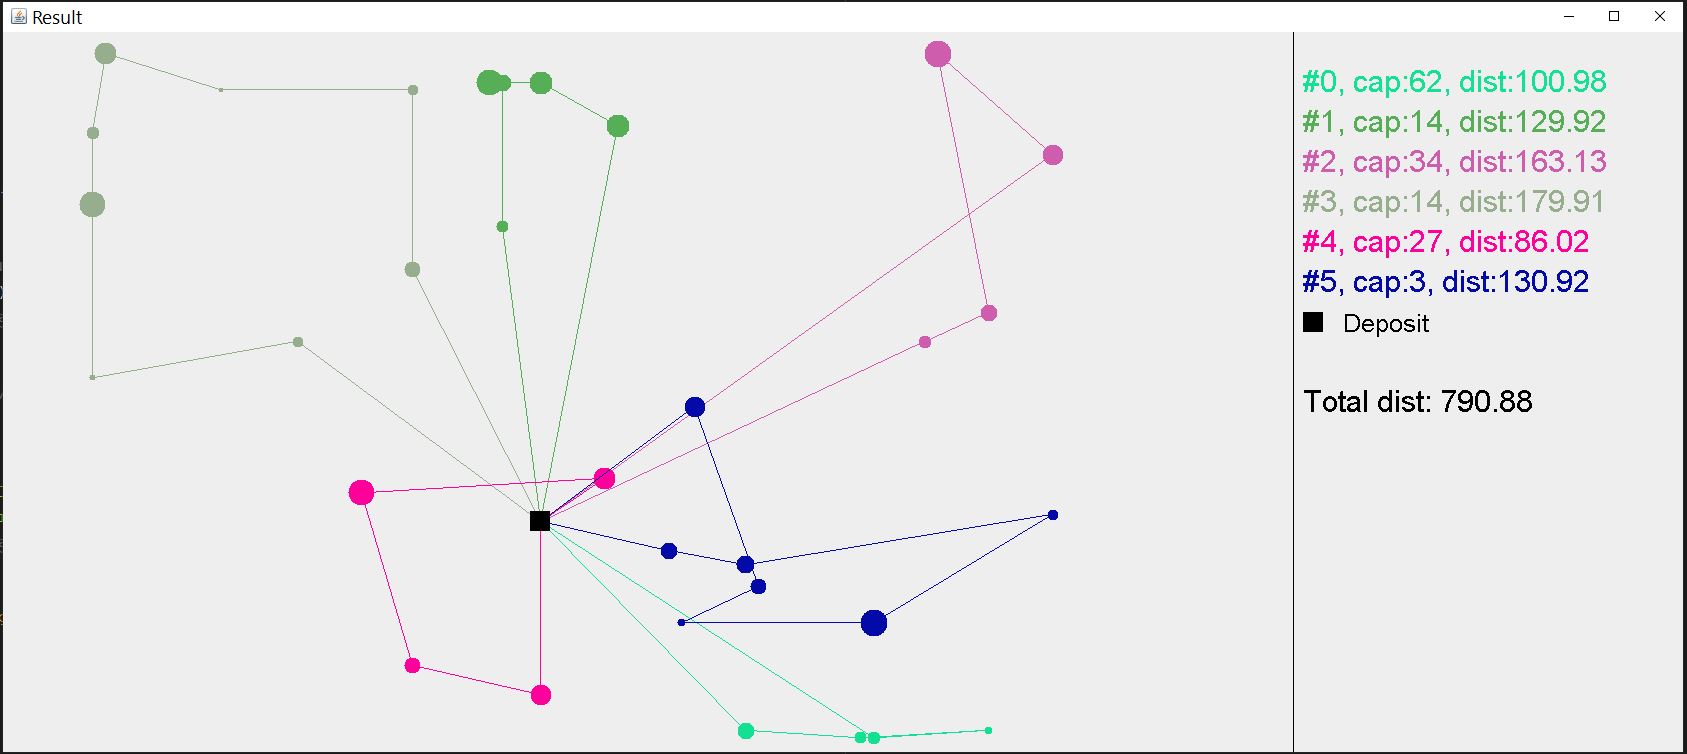 Result
#0, cap:62, dist:100.98
#1, cap:14, dist:129.92
#2, cap:34, dist:163.13
#3, cap:14, dist:179.91
#4, cap:27, dist:86.02
#5, cap:3, dist:130.92
Deposit
Total dist: 790.88